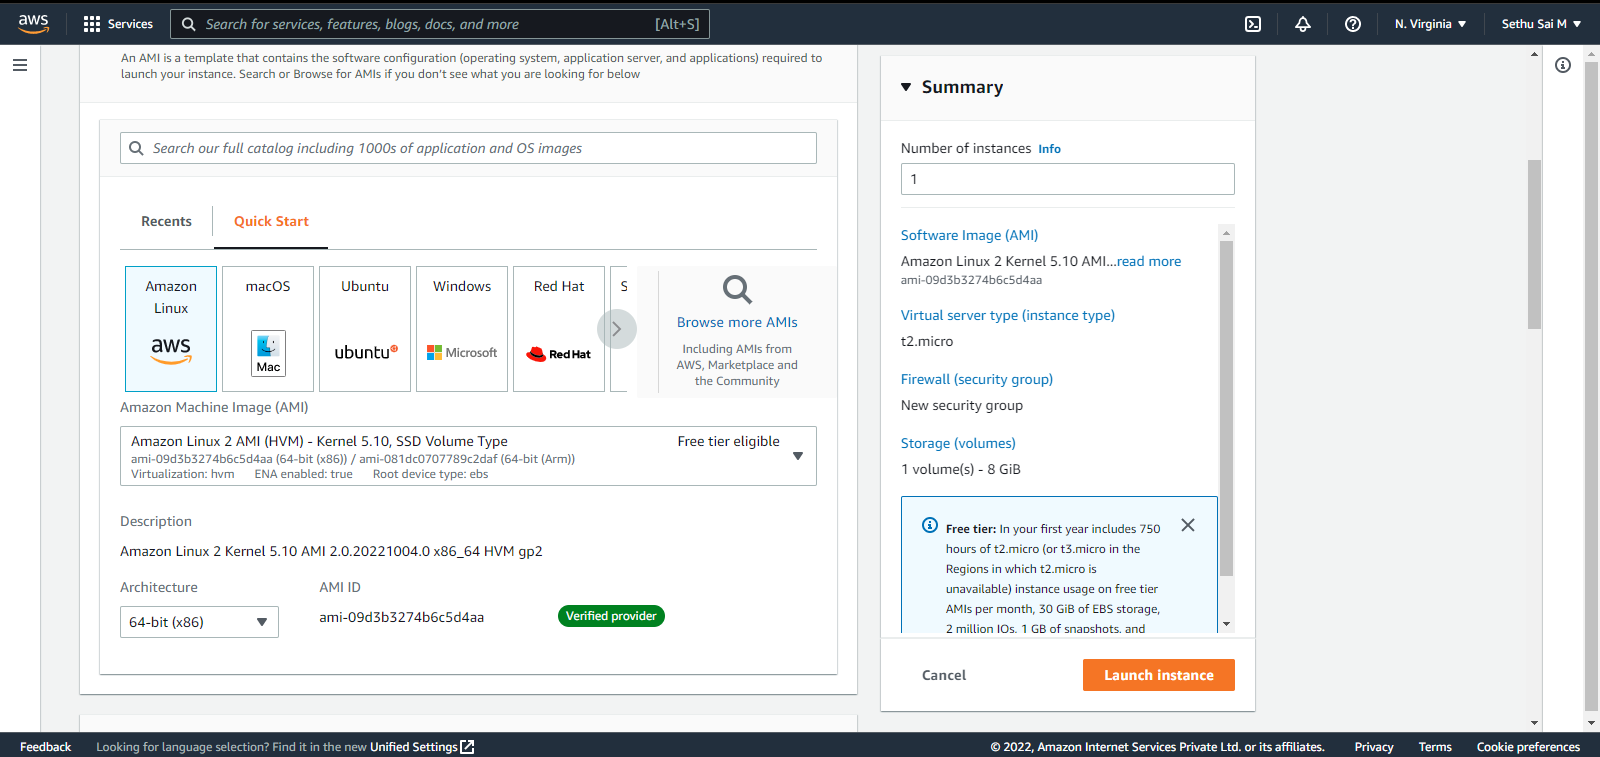 aws
Services
Search for services, features, blogs, docs, and more
[Alt+S]
N. Virginia
Sethu Sai M
An AMI is a template that contains the software configuration (operating system, application server, and applications) required to
launch your instance. Search or Browse for AMIs if you don't see what you are looking for below
Search our full catalog including 1000s of application and OS images
Recents
Quick Start
Amazon
Linux
aws
macOS
Mac
Ubuntu
ubuntu
Windows
Microsoft
Red Hat
Red Hat
S
Browse more AMIs
Including AMIs from
AWS, Marketplace and
the Community
Amazon Machine Image (AMI)
Amazon Linux 2 AMI (HVM) - Kernel 5.10, SSD Volume Type
Free tier eligible
ami-09d3b3274b6c5d4aa (64-bit (x86)) / ami-081dc0707789c2daf (64-bit (Arm))
Virtualization: hvm ENA enabled: true Root device type: ebs
Description
Amazon Linux 2 Kernel 5.10 AMI 2.0.20221004.0 x86_64 HVM gp2
Architecture
AMI ID
64-bit (x86)
ami-09d3b3274b6c5d4aa
Verified provider
Summary
Number of instances Info
1
Software Image (AMI)
Amazon Linux 2 Kernel 5.10 AMI...read more
ami-09d3b3274b6c5d4aa
Virtual server type (instance type)
t2.micro
Firewall (security group)
New security group
Storage (volumes)
1 volume(s) - 8 GiB
Free tier: In your first year includes 750
hours of t2.micro (or t3.micro in the
Regions in which t2.micro is
unavailable) instance usage on free tier
AMIs per month, 30 GiB of EBS storage,
2 million IOs, 1 GB of snapshots, and
Cancel
Launch instance
Feedback
Looking for language selection? Find it in the new Unified Settings
© 2022, Amazon Internet Services Private Ltd. or its affiliates.
Privacy
Terms
Cookie preferences